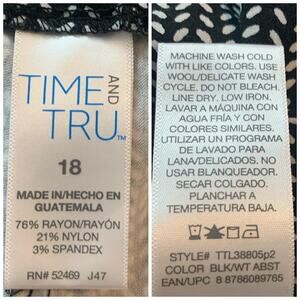 TIME AND
TRU™
18
MADE IN/HECHO EN
GUATEMALA
76% RAYON/RAYÓN
21% NYLON
3% SPANDEX
RN# 52469 J47
MACHINE WASH COLD
WITH LIKE COLORS. USE
WOOL/DELICATE WASH
CYCLE. DO NOT BLEACH.
LINE DRY. LOW IRON.
LAVAR A MÁQUINA CON
AGUA FRÍA Y CON
COLORES SIMILARES.
UTILIZAR UN PROGRAMA
DE LAVADO PARA
LANA/DELICADOS. NO
USAR BLANQUEADOR.
SECAR COLGADO.
PLANCHAR A
TEMPERATURA BAJA.
STYLE# TTL38805p2
COLOR BLK/WT ABST
EAN/UPC 8 8786089765